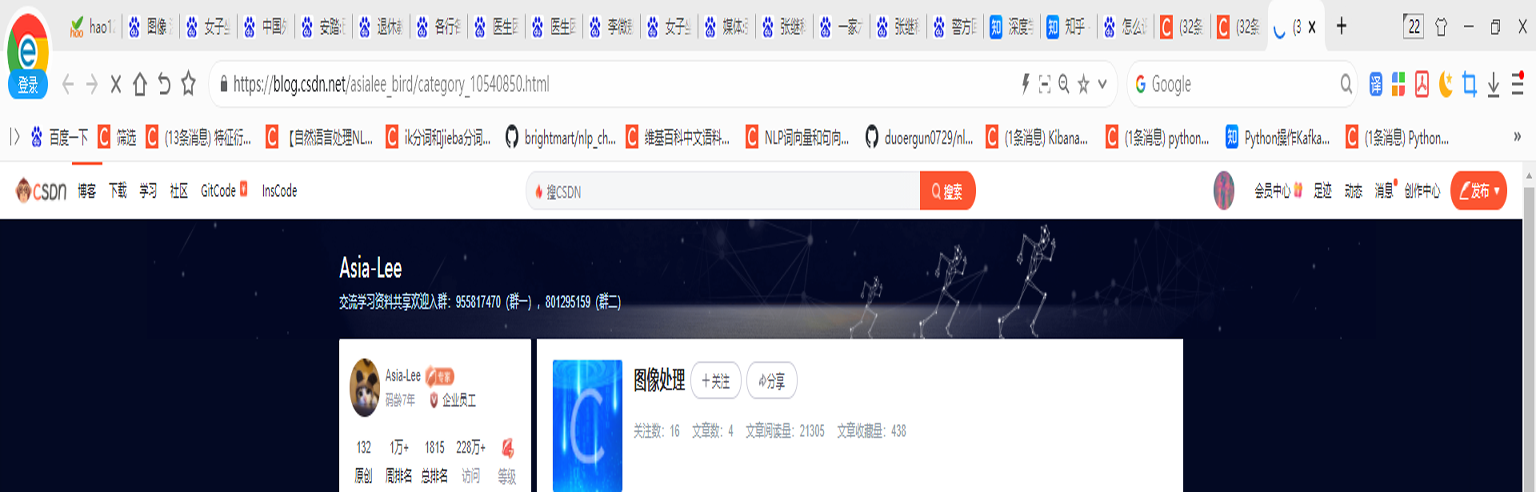 hao1 图像 女子 中国 安踏 退休 各行 医生 医生 李微 女子 媒体 张继 一家 张继 警方 深度 知乎 怎么 (32条 (32条 (3 22
登录 https://blog.csdn.net/asialee_bird/category_10540850.html Google
百度一下 筛选 (13条消息) 特征衍... 【自然语言处理NL... ik分词和jieba分词... brightmart/nlp_ch... 维基百科中文语料... NLP词向量和句向... duoergun0729/nl... (1条消息) Kibana... (1条消息) python... Python操作Kafka... (1条消息) Python... »
CSDN 博客 下载 学习 社区 GitCode InsCode 搜CSDN 搜索 会员中心 足迹 动态 消息 创作中心 发布
Asia-Lee
交流学习资料共享欢迎入群：955817470（群一），801295159（群二）
Asia-Lee 专家
码龄7年 企业员工
132 1万+ 1815 228万+
原创 周排名 总排名 访问 等级
图像处理 +关注 分享
关注数：16 文章数：4 文章阅读量：21305 文章收藏量：438